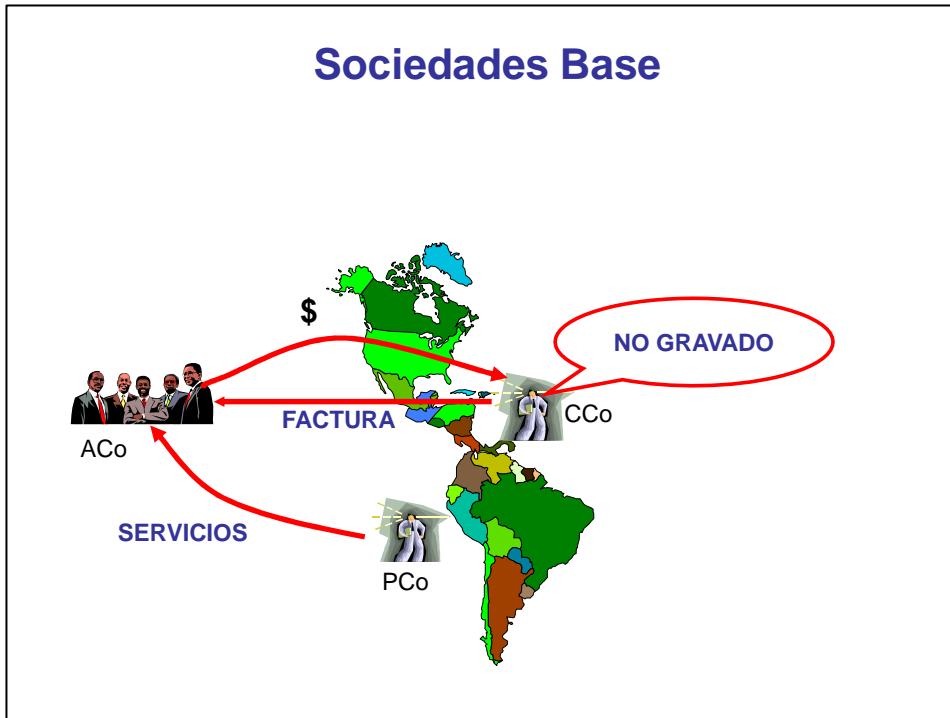 Sociedades Base
$
NO GRAVADO
FACTURA
CCo
ACo
SERVICIOS
PCo